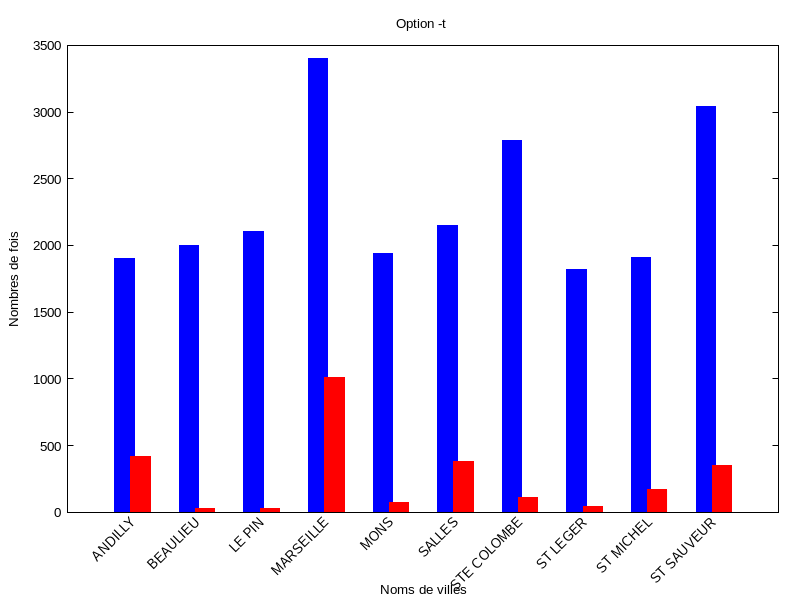 Option -t
3500
3000
2500
2000
1500
1000
500
0
Nombres de fois
ANDILLY
BEAULIEU
LE PIN
MARSEILLE
MONS
SALLES
STE COLOMBE
ST LEGER
ST MICHEL
ST SAUVEUR
Noms de villes